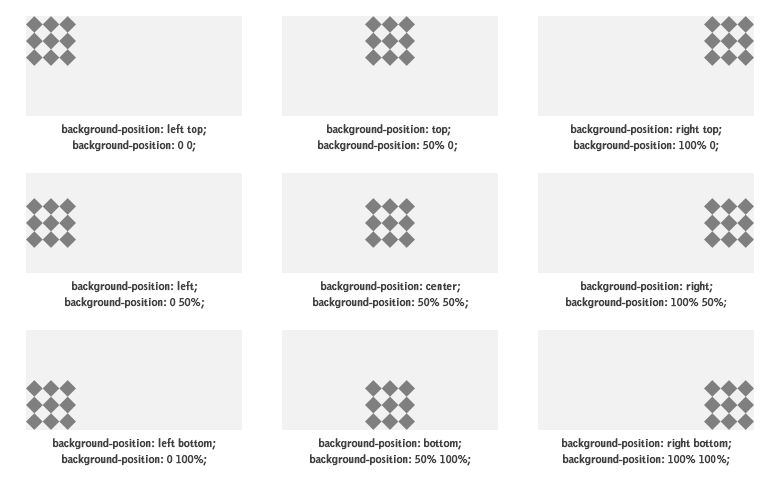 background-position: left top;
background-position: 0 0;
background-position: top;
background-position: 50% 0;
background-position: right top;
background-position: 100% 0;
background-position: left;
background-position: 0 50%;
background-position: center;
background-position: 50% 50%;
background-position: right;
background-position: 100% 50%;
background-position: left bottom;
background-position: 0 100%;
background-position: bottom;
background-position: 50% 100%;
background-position: right bottom;
background-position: 100% 100%;